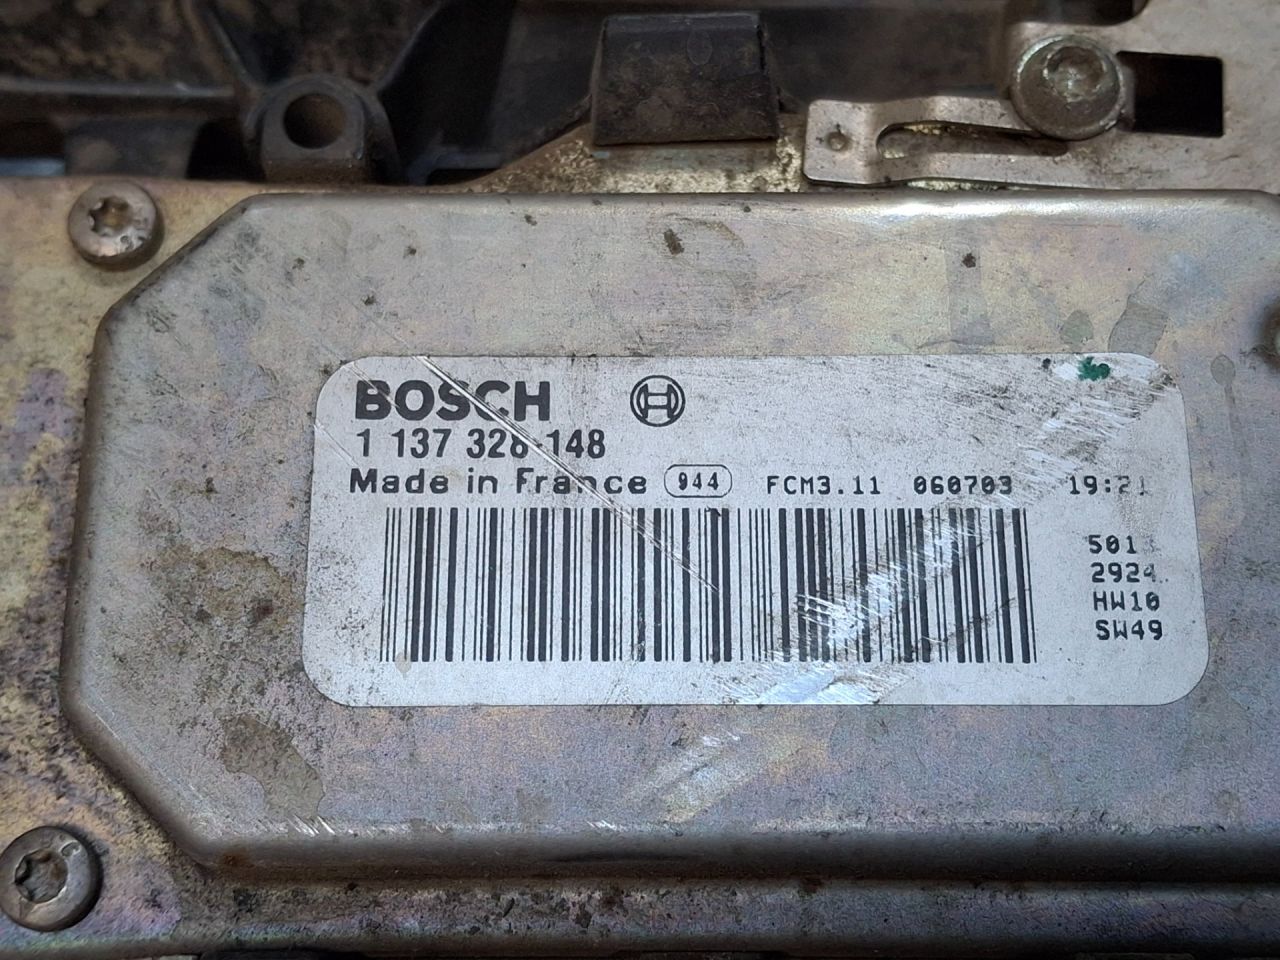 BOSCH
1 137 328 148
Made in France 944 FCM3.11 060703 19:21
501
2924
HW10
SW49